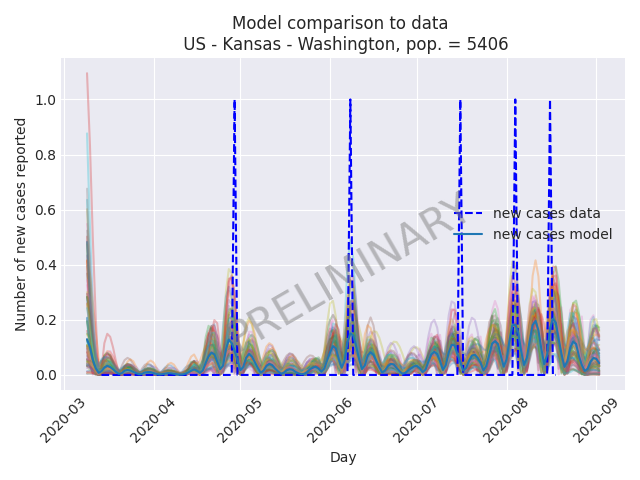 Model comparison to data
US - Kansas - Washington, pop. = 5406
Number of new cases reported
1.0
0.8
0.6
0.4
0.2
0.0
PRELIMINARY
new cases data
new cases model
2020-03
2020-04
2020-05
2020-06
2020-07
2020-08
2020-09
Day